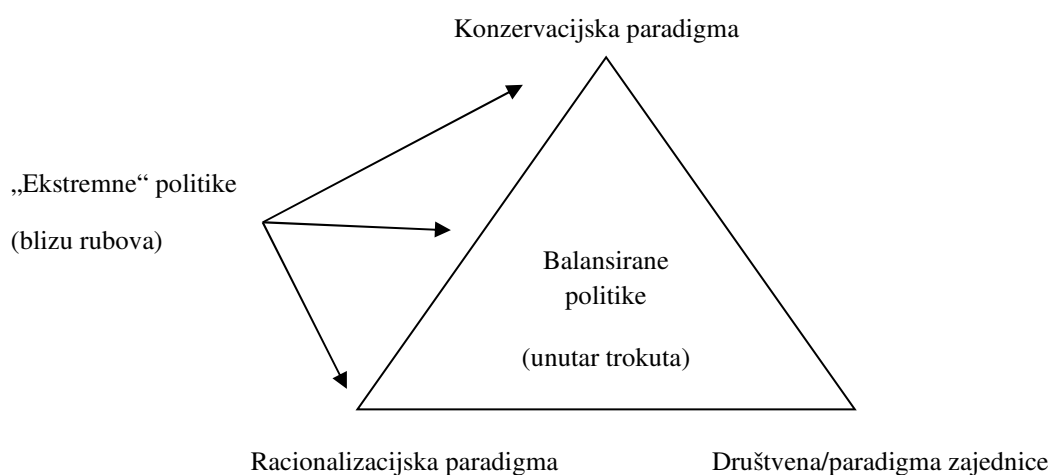 Konzervacijska paradigma
„Ekstremne“ politike
(blizu rubova)
Balansirane
politike
(unutar trokuta)
Racionalizacijska paradigma
Društvena/paradigma zajednice